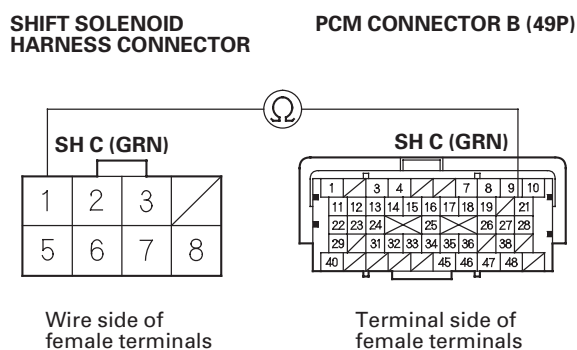 SHIFT SOLENOID
HARNESS CONNECTOR
PCM CONNECTOR B (49P)
Ω
SH C (GRN)
SH C (GRN)
1 2 3
5 6 7 8
1 3 4 7 8 9 10
11 12 13 14 15 16 17 18 19 21
22 23 24 25 26 27 28
29 31 32 33 34 35 36 38
40 45 46 47 48
Wire side of
female terminals
Terminal side of
female terminals